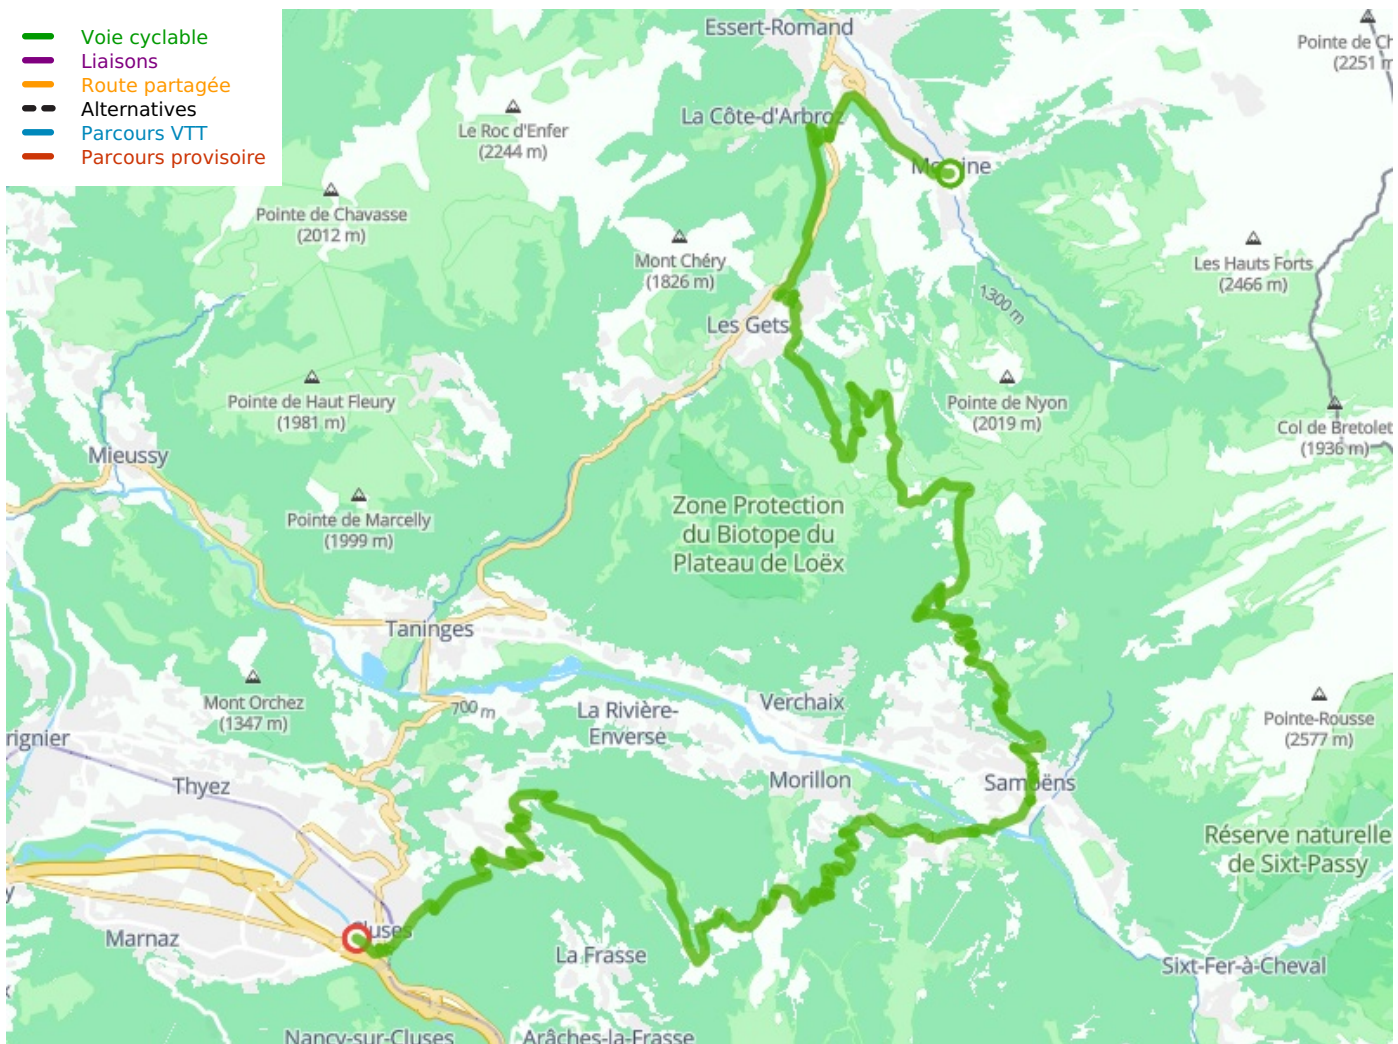 Voie cyclable
Liaisons
Route partagée
Alternatives
Parcours VTT
Parcours provisoire
Essert-Romand
Pointe de Ch
(2251 m
La Côte-d'Arbroz
Le Roc d'Enfer
(2244 m)
Mo ine
Pointe de Chavasse
(2012 m)
Mont Chéry
(1826 m)
Les Hauts Forts
(2466 m)
1300 m
Les Gets
Pointe de Haut Fleury
(1981 m)
Pointe de Nyon
(2019 m)
Col de Bretolet
(1936 m)
Mieussy
Pointe de Marcelly
(1999 m)
Zone Protection
du Biotope du
Plateau de Loëx
Taninges
Mont Orchez
(1347 m)
700 m
La Rivière-
Enverse
Verchaix
Pointe-Rousse
(2577 m)
rignier
Thyez
Morillon
Samoëns
Réserve naturelle
de Sixt-Passy
y
Marnaz
Cluses
La Frasse
Sixt-Fer-à-Cheval
x
Nancy-sur-Cluses
Arâches-la-Frasse